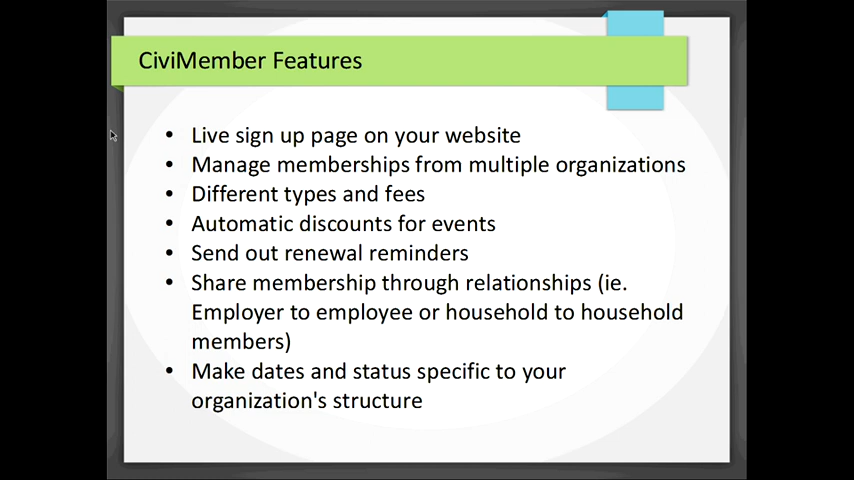 CiviMember Features
• Live sign up page on your website
• Manage memberships from multiple organizations
• Different types and fees
• Automatic discounts for events
• Send out renewal reminders
• Share membership through relationships (ie.
Employer to employee or household to household
members)
• Make dates and status specific to your
organization's structure